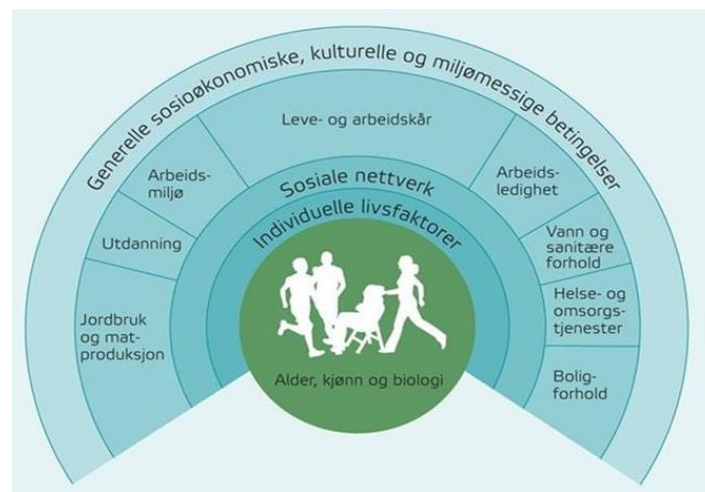 Generelle sosioøkonomiske, kulturelle og miljømessige betingelser
Leve- og arbeidskår
Arbeids-
miljø
Utdanning
Jordbruk
og mat-
produksjon
Arbeids-
ledighet
Vann og
sanitære
forhold
Helse- og
omsorgs-
tjenester
Bolig-
forhold
Sosiale nettverk
Individuelle livsfaktorer
Alder, kjønn og biologi